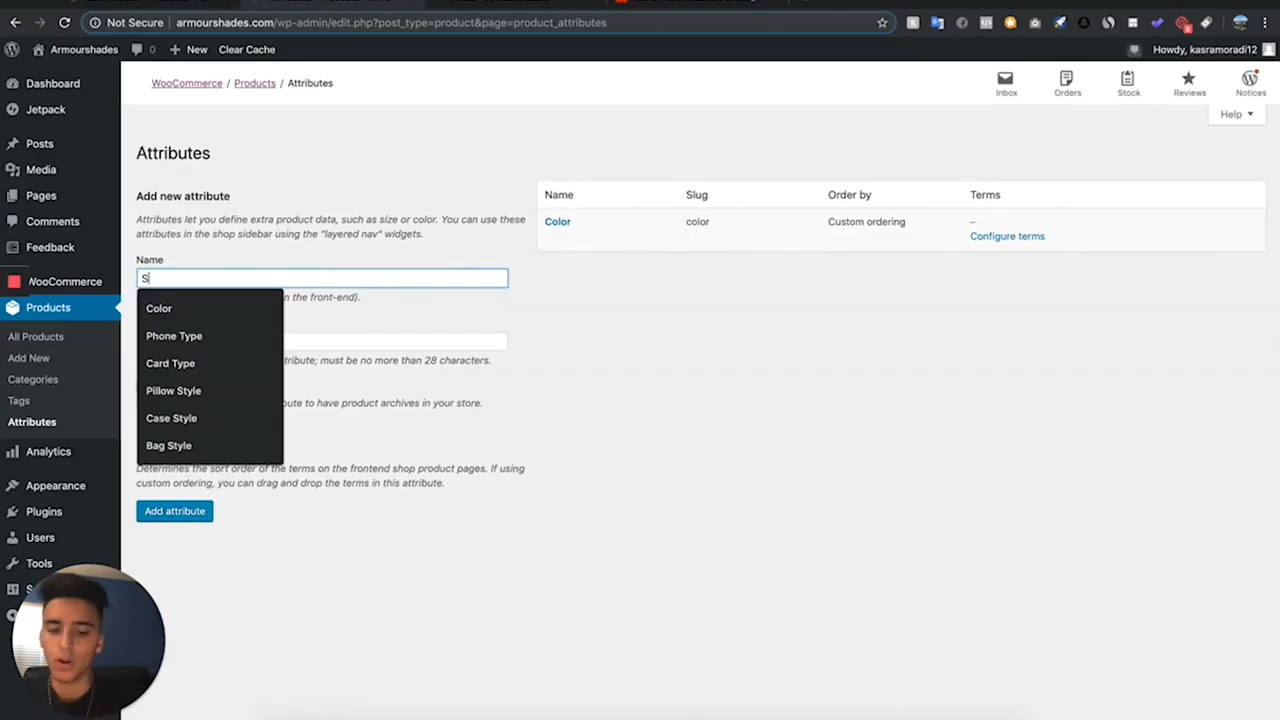 Not Secure armourshades.com/wp-admin/edit.php?post_type=product&page=product_attributes
Armourshades 0 New Clear Cache Howdy, kasramoradi12
Dashboard
Jetpack
Posts
Media
Pages
Comments
Feedback
WooCommerce
Products
All Products
Add New
Categories
Tags
Attributes
Analytics
Appearance
Plugins
Users
Tools
WooCommerce / Products / Attributes
Inbox Orders Stock Reviews Notices
Help
Attributes
Add new attribute
Attributes let you define extra product data, such as size or color. You can use these
attributes in the shop sidebar using the "layered nav" widgets.
Name
S
n the front-end).
Color
Phone Type
Card Type
Pillow Style
Case Style
Bag Style
tribute; must be no more than 28 characters.
bute to have product archives in your store.
Determines the sort order of the terms on the frontend shop product pages. If using
custom ordering, you can drag and drop the terms in this attribute.
Add attribute
Name Slug Order by Terms
Color color Custom ordering –
Configure terms